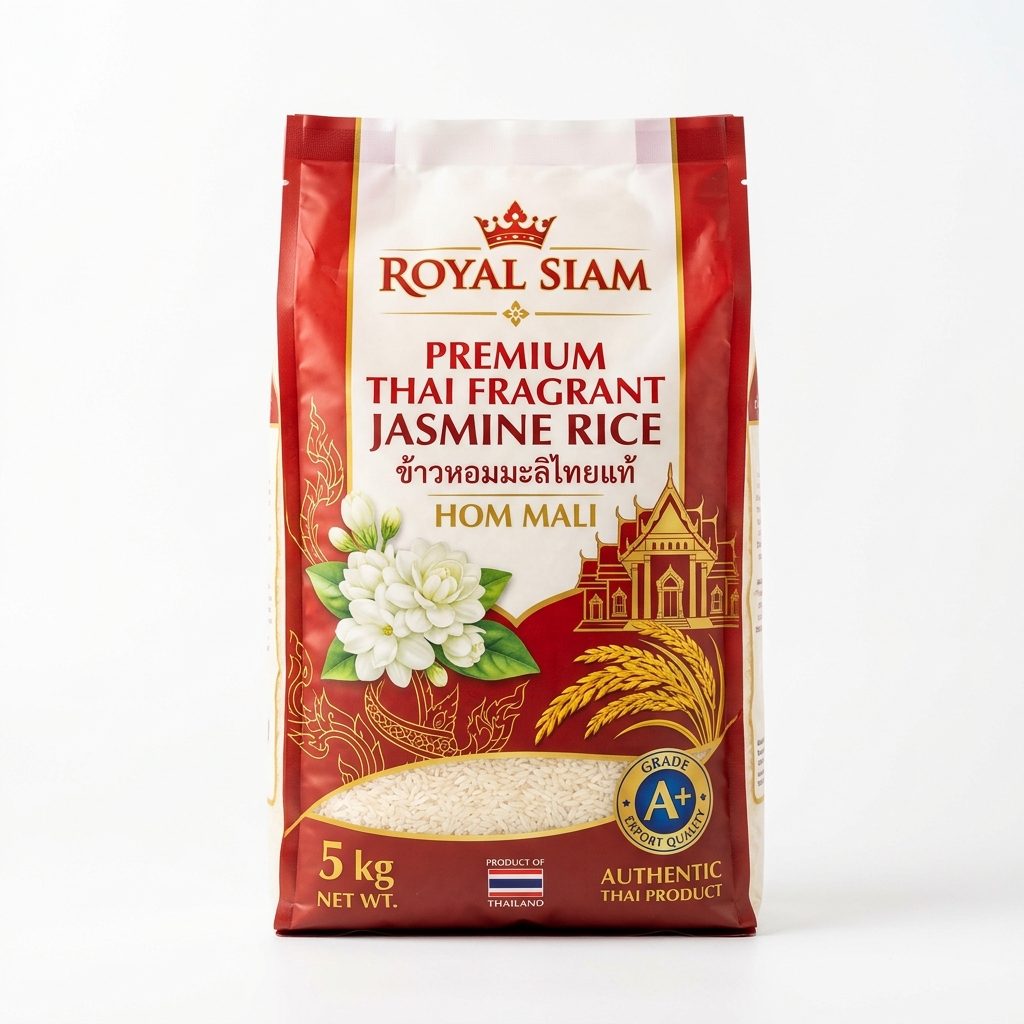 ROYAL SIAM
PREMIUM
THAI FRAGRANT
JASMINE RICE
ข้าวหอมมะลิไทยแท้
HOM MALI
GRADE
A+
EXPORT QUALITY
5 kg
NET WT.
PRODUCT OF
THAILAND
AUTHENTIC
THAI PRODUCT